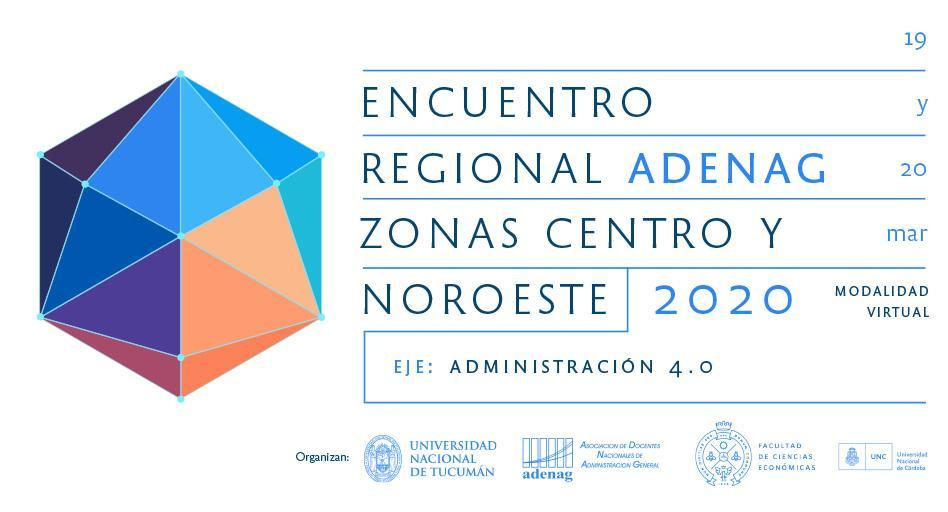 19
ENCUENTRO
y
REGIONAL ADENAG
20
ZONAS CENTRO Y
mar
NOROESTE
2020
MODALIDAD
VIRTUAL
EJE: ADMINISTRACIÓN 4.0
Organizan:
UNIVERSIDAD
NACIONAL
DE TUCUMÁN
adenag
ASOCIACION DE DOCENTES
NACIONALES DE
ADMINISTRACION GENERAL
FACULTAD
DE CIENCIAS
ECONÓMICAS
UNC
Universidad
Nacional
de Córdoba